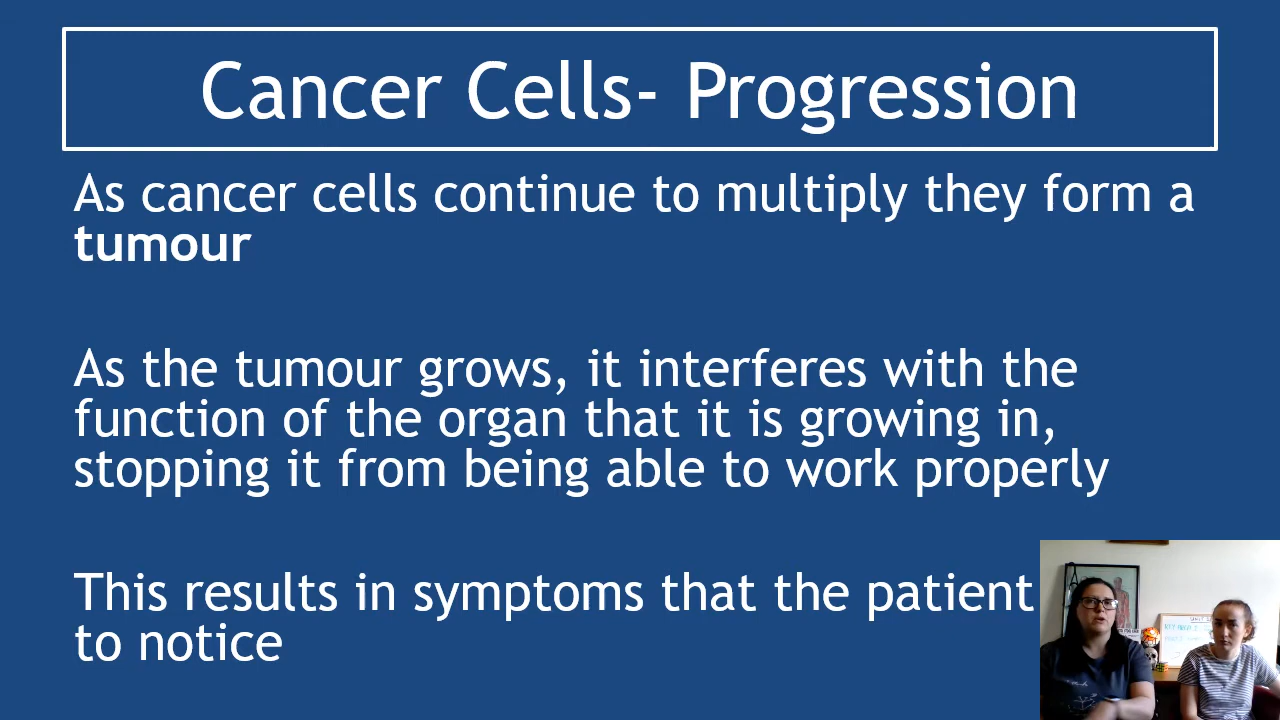 Cancer Cells- Progression
As cancer cells continue to multiply they form a
tumour
As the tumour grows, it interferes with the
function of the organ that it is growing in,
stopping it from being able to work properly
This results in symptoms that the patient
to notice